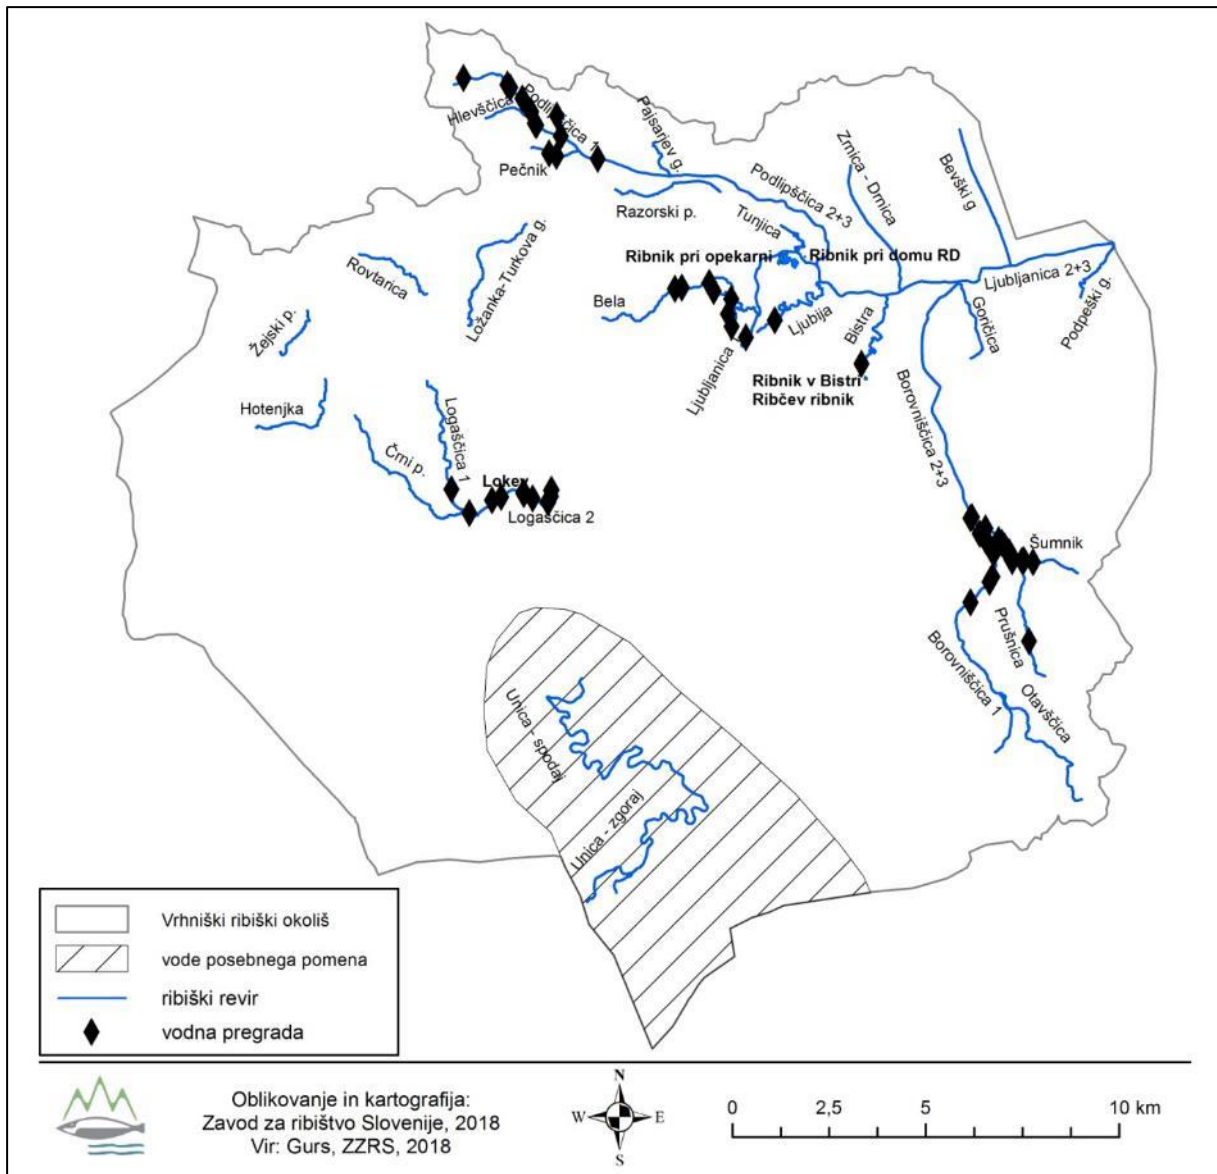 Hlevščica
Podlipščica 1
Pečnik
Pajsarjev g.
Razorski p.
Podlipščica 2+3
Zrnica - Drnica
Bevški g
Tunjica
Ribnik pri opekarni
Ribnik pri domu RD
Ljubljanica 2+3
Podpeški g.
Goričica
Rovtarica
Ložanka-Turkova g.
Bela
Ljubija
Bistra
Ljubljanica
Žejski p.
Ribnik v Bistri
Ribčev ribnik
Hotenjka
Logaščica 1
Borovniščica 2+3
Črni p.
Lokev
Logaščica 2
Šumnik
Prušnica
Borovniščica 1
Otavščica
Unica - spodaj
Unica - zgoraj
Vrhniški ribiški okoliš
vode posebnega pomena
ribiški revir
vodna pregrada
Oblikovanje in kartografija:
Zavod za ribištvo Slovenije, 2018
Vir: Gurs, ZZRS, 2018
N
W E
S
0 2,5 5 10 km